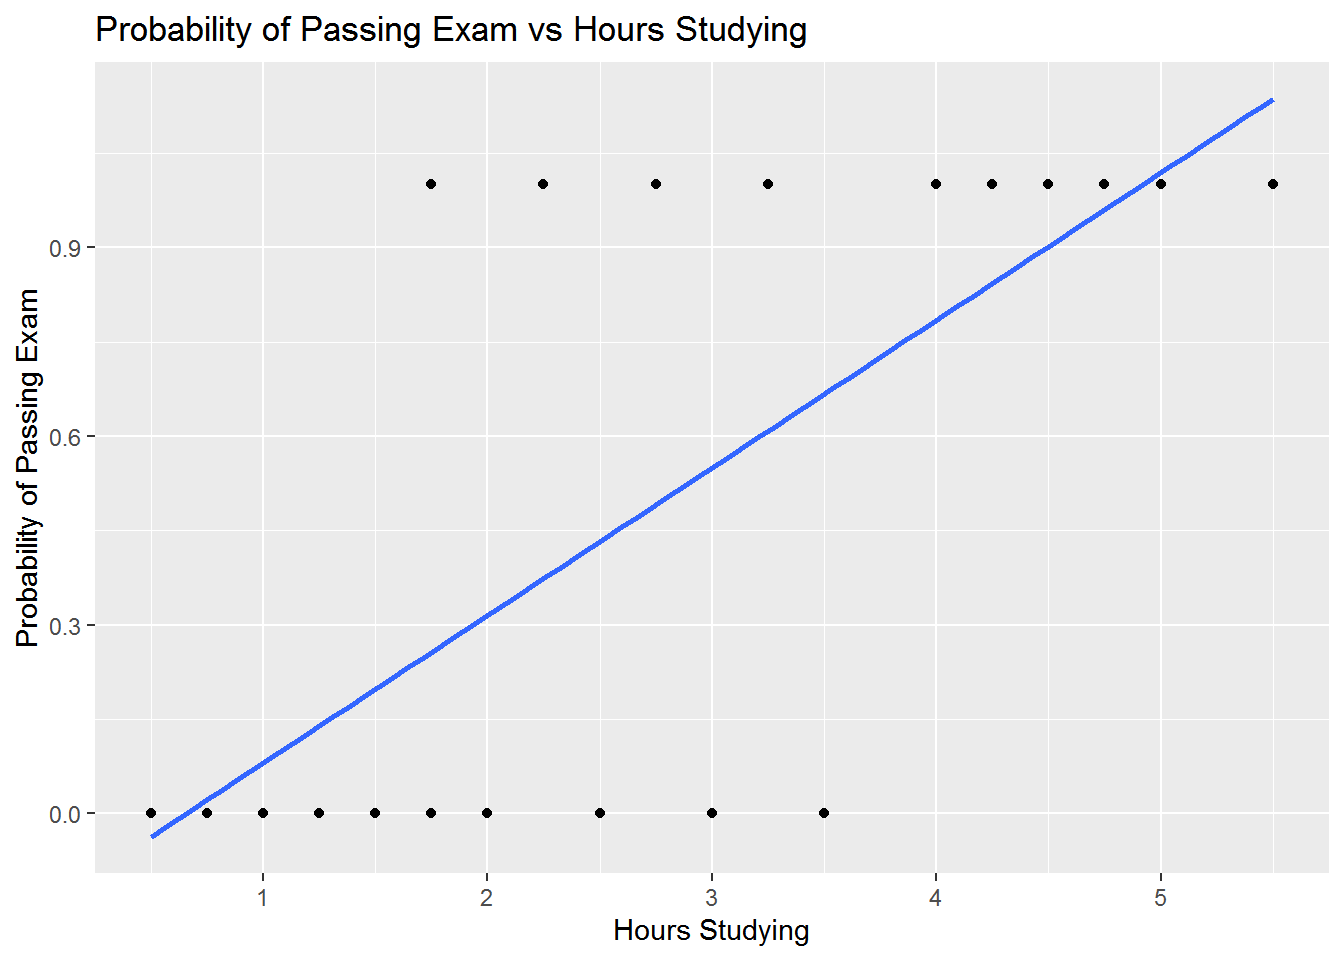 Probability of Passing Exam vs Hours Studying
Probability of Passing Exam
0.9
0.6
0.3
0.0
1 2 3 4 5
Hours Studying